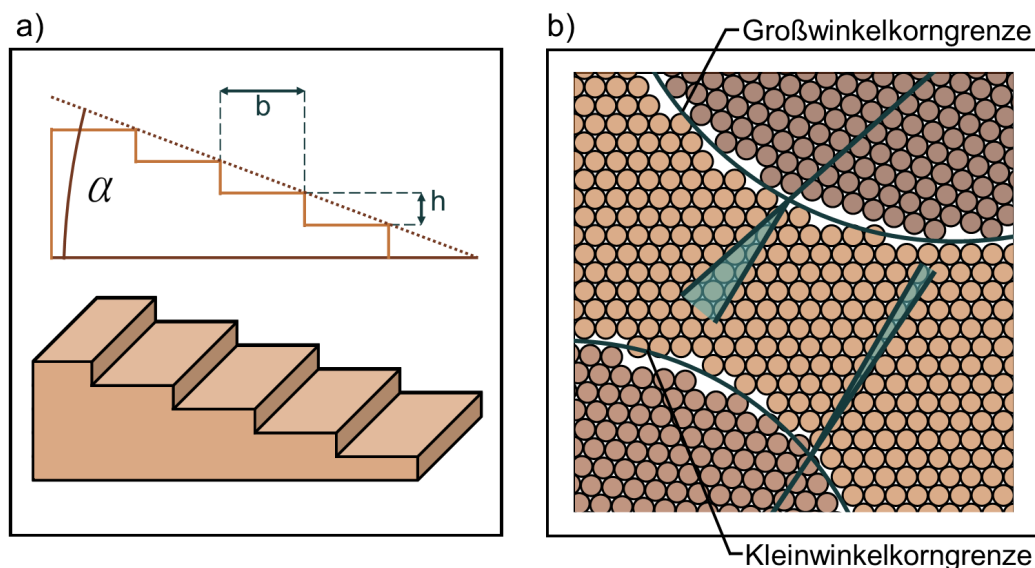 a)
b
h
α
b)
Großwinkelkorngrenze
Kleinwinkelkorngrenze